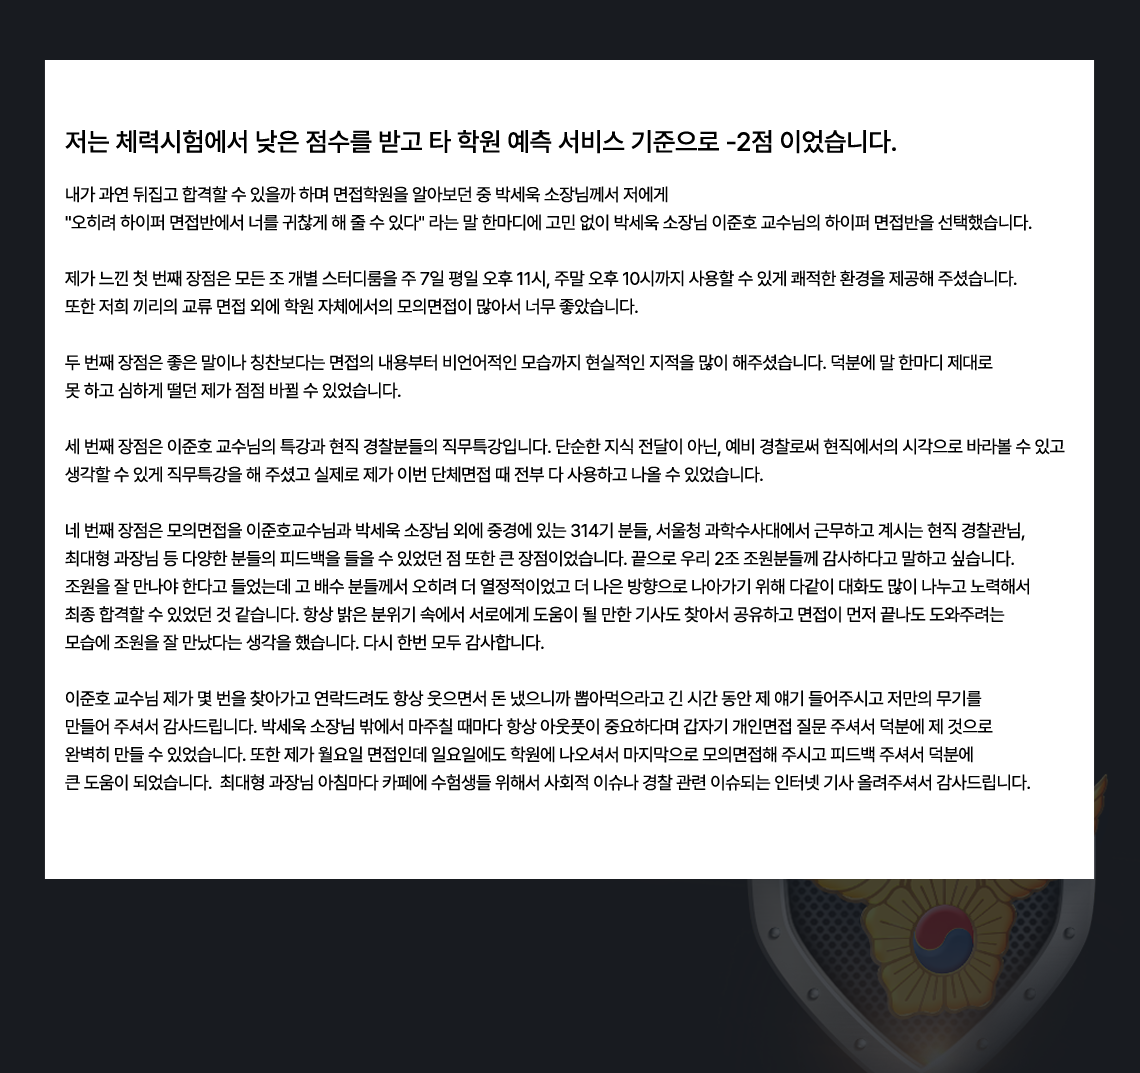 저는 체력시험에서 낮은 점수를 받고 타 학원 예측 서비스 기준으로 -2점 이었습니다.
내가 과연 뒤집고 합격할 수 있을까 하며 면접학원을 알아보던 중 박세욱 소장님께서 저에게
"오히려 하이퍼 면접반에서 너를 귀찮게 해 줄 수 있다" 라는 말 한마디에 고민 없이 박세욱 소장님 이준호 교수님의 하이퍼 면접반을 선택했습니다.
제가 느낀 첫 번째 장점은 모든 조 개별 스터디룸을 주 7일 평일 오후 11시, 주말 오후 10시까지 사용할 수 있게 쾌적한 환경을 제공해 주셨습니다.
또한 저희 끼리의 교류 면접 외에 학원 자체에서의 모의면접이 많아서 너무 좋았습니다.
두 번째 장점은 좋은 말이나 칭찬보다는 면접의 내용부터 비언어적인 모습까지 현실적인 지적을 많이 해주셨습니다. 덕분에 말 한마디 제대로
못 하고 심하게 떨던 제가 점점 바뀔 수 있었습니다.
세 번째 장점은 이준호 교수님의 특강과 현직 경찰분들의 직무특강입니다. 단순한 지식 전달이 아닌, 예비 경찰로써 현직에서의 시각으로 바라볼 수 있고
생각할 수 있게 직무특강을 해 주셨고 실제로 제가 이번 단체면접 때 전부 다 사용하고 나올 수 있었습니다.
네 번째 장점은 모의면접을 이준호교수님과 박세욱 소장님 외에 중경에 있는 314기 분들, 서울청 과학수사대에서 근무하고 계시는 현직 경찰관님,
최대형 과장님 등 다양한 분들의 피드백을 들을 수 있었던 점 또한 큰 장점이었습니다. 끝으로 우리 2조 조원분들께 감사하다고 말하고 싶습니다.
조원을 잘 만나야 한다고 들었는데 고 배수 분들께서 오히려 더 열정적이었고 더 나은 방향으로 나아가기 위해 다같이 대화도 많이 나누고 노력해서
최종 합격할 수 있었던 것 같습니다. 항상 밝은 분위기 속에서 서로에게 도움이 될 만한 기사도 찾아서 공유하고 면접이 먼저 끝나도 도와주려는
모습에 조원을 잘 만났다는 생각을 했습니다. 다시 한번 모두 감사합니다.
이준호 교수님 제가 몇 번을 찾아가고 연락드려도 항상 웃으면서 돈 냈으니까 뽑아먹으라고 긴 시간 동안 제 얘기 들어주시고 저만의 무기를
만들어 주셔서 감사드립니다. 박세욱 소장님 밖에서 마주칠 때마다 항상 아웃풋이 중요하다며 갑자기 개인면접 질문 주셔서 덕분에 제 것으로
완벽히 만들 수 있었습니다. 또한 제가 월요일 면접인데 일요일에도 학원에 나오셔서 마지막으로 모의면접해 주시고 피드백 주셔서 덕분에
큰 도움이 되었습니다.  최대형 과장님 아침마다 카페에 수험생들 위해서 사회적 이슈나 경찰 관련 이슈되는 인터넷 기사 올려주셔서 감사드립니다.